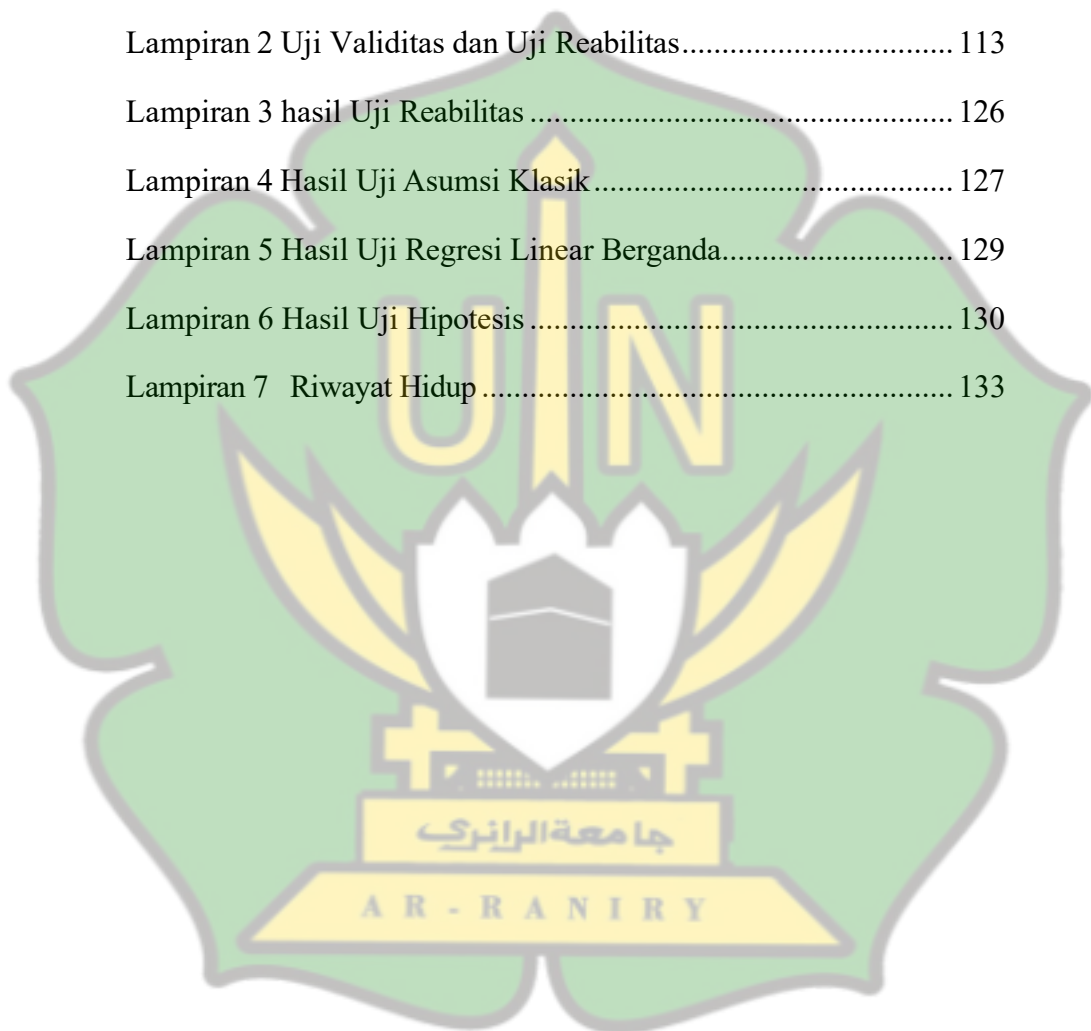 Lampiran 2 Uji Validitas dan Uji Reabilitas.................................. 113
Lampiran 3 hasil Uji Reabilitas ..................................................... 126
Lampiran 4 Hasil Uji Asumsi Klasik ............................................. 127
Lampiran 5 Hasil Uji Regresi Linear Berganda............................. 129
Lampiran 6 Hasil Uji Hipotesis ..................................................... 130
Lampiran 7   Riwayat Hidup ........................................................... 133
UIN
جامعةالرانري
AR-RANIRY